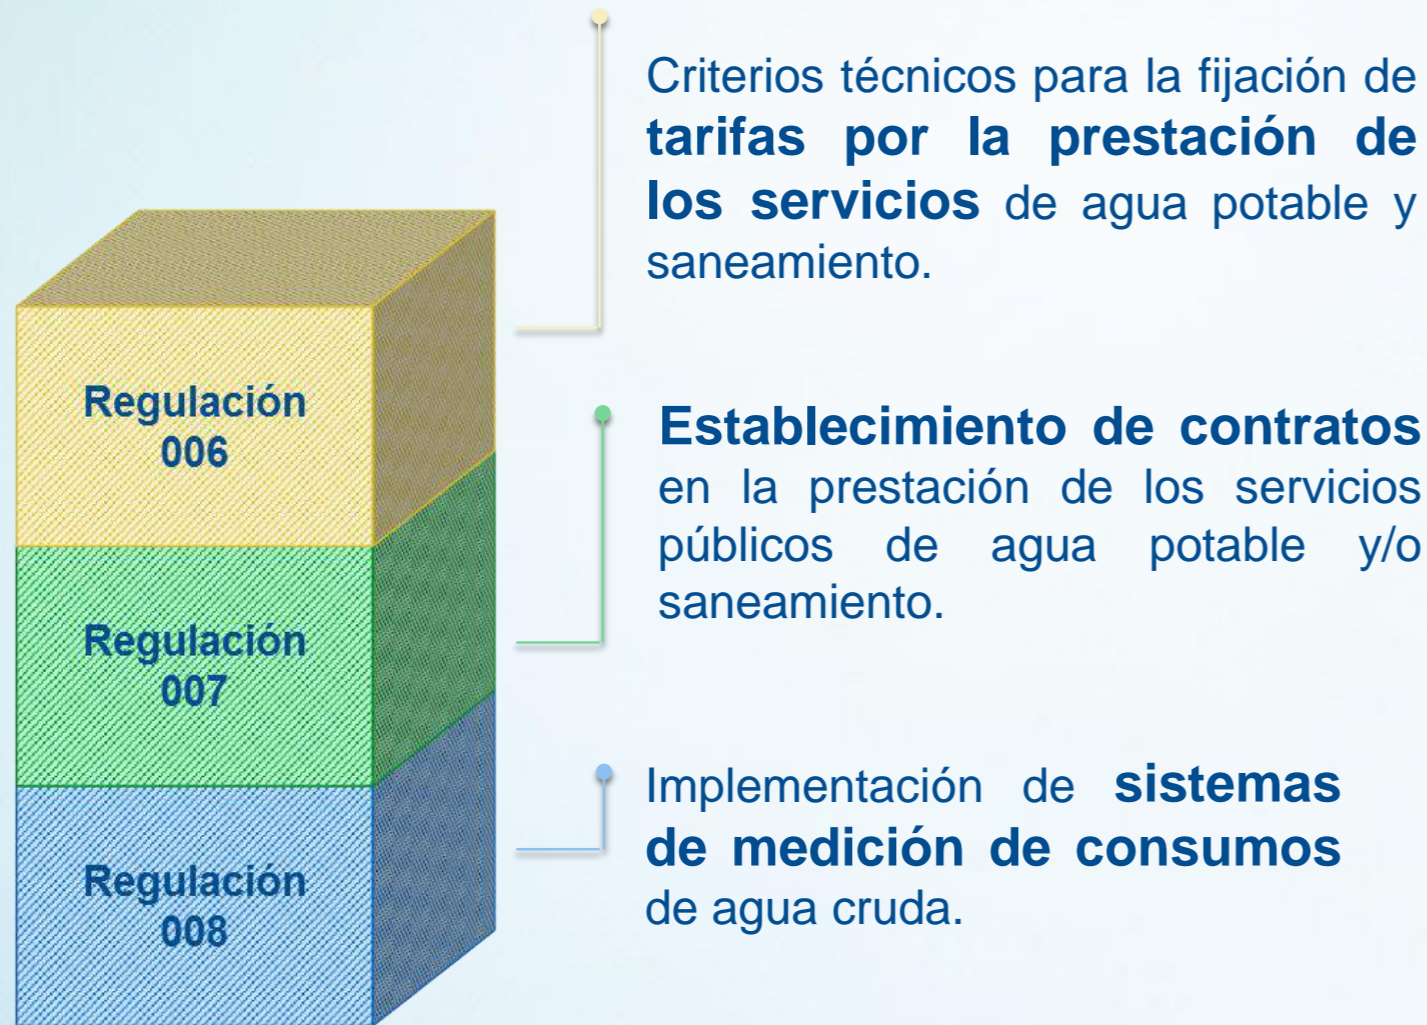 Criterios técnicos para la fijación de
tarifas por la prestación de
los servicios de agua potable y
saneamiento.
Regulación
006
Establecimiento de contratos
en la prestación de los servicios
públicos de agua potable y/o
saneamiento.
Regulación
007
Implementación de sistemas
de medición de consumos
de agua cruda.
Regulación
008